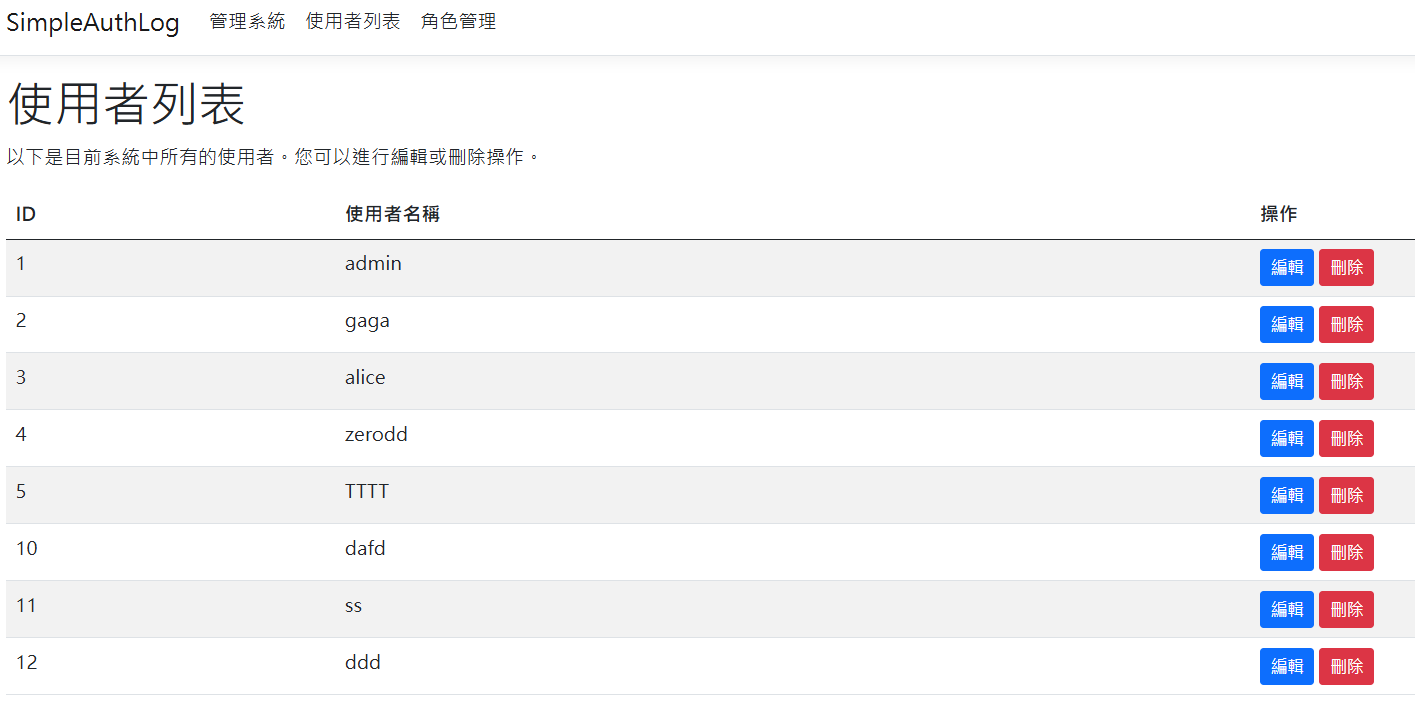 SimpleAuthLog 管理系統 使用者列表 角色管理
使用者列表
以下是目前系統中所有的使用者。您可以進行編輯或刪除操作。
ID 使用者名稱 操作
1 admin 編輯 刪除
2 gaga 編輯 刪除
3 alice 編輯 刪除
4 zerodd 編輯 刪除
5 TTTT 編輯 刪除
10 dafd 編輯 刪除
11 ss 編輯 刪除
12 ddd 編輯 刪除